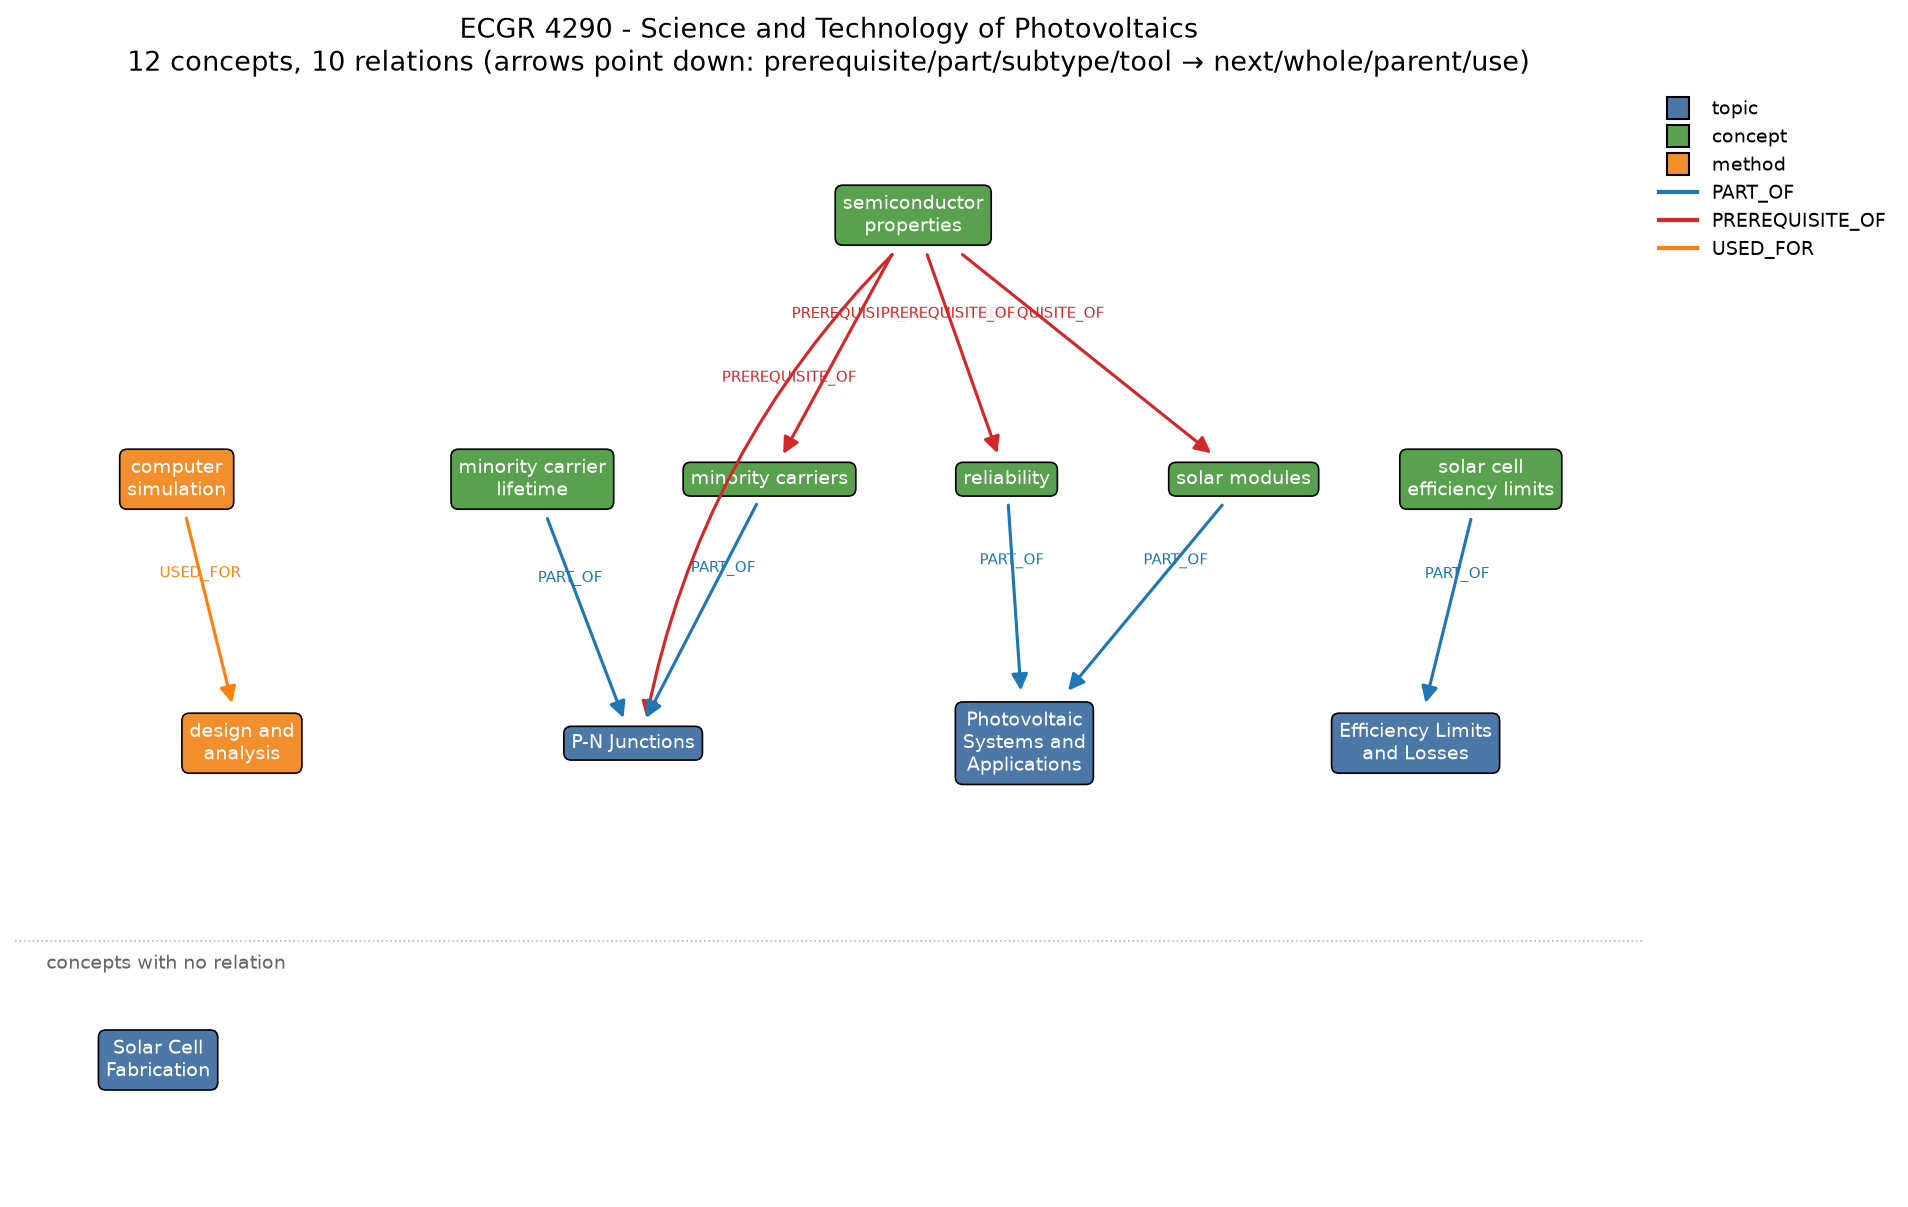 ECGR 4290 - Science and Technology of Photovoltaics
12 concepts, 10 relations (arrows point down: prerequisite/part/subtype/tool → next/whole/parent/use)
topic
concept
method
PART_OF
PREREQUISITE_OF
USED_FOR
semiconductor
properties
PREREQUISITE_OF
QUISITE_OF
PREREQUISITE_OF
computer
simulation
minority carrier
lifetime
minority carriers
reliability
solar modules
solar cell
efficiency limits
USED_FOR
PART_OF
PART_OF
PART_OF
PART_OF
PART_OF
design and
analysis
P-N Junctions
Photovoltaic
Systems and
Applications
Efficiency Limits
and Losses
concepts with no relation
Solar Cell
Fabrication